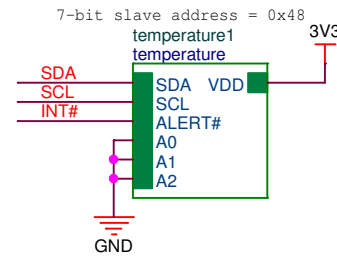 7-bit slave address = 0x48
temperature1
3V3
temperature
SDA
SDA VDD
SCL
SCL
INT#
ALERT#
A0
A1
A2
GND